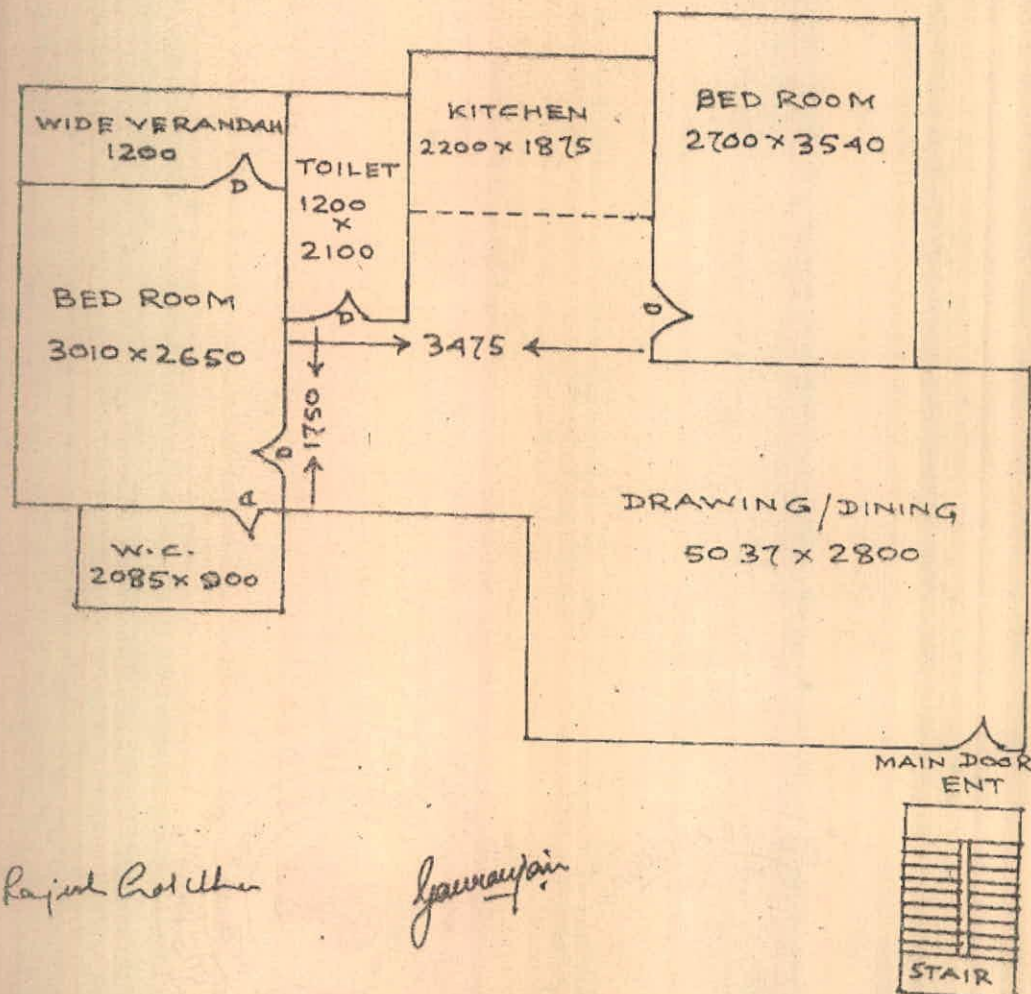 WIDE VERANDAH
1200
D
TOILET
1200
×
2100
D
KITCHEN
2200 × 1875
BED ROOM
2700 × 3540
D
BED ROOM
3010 × 2650
3475
1750
D
D
W.C.
2085 × 900
DRAWING/DINING
5037 × 2800
MAIN DOOR
ENT
STAIR